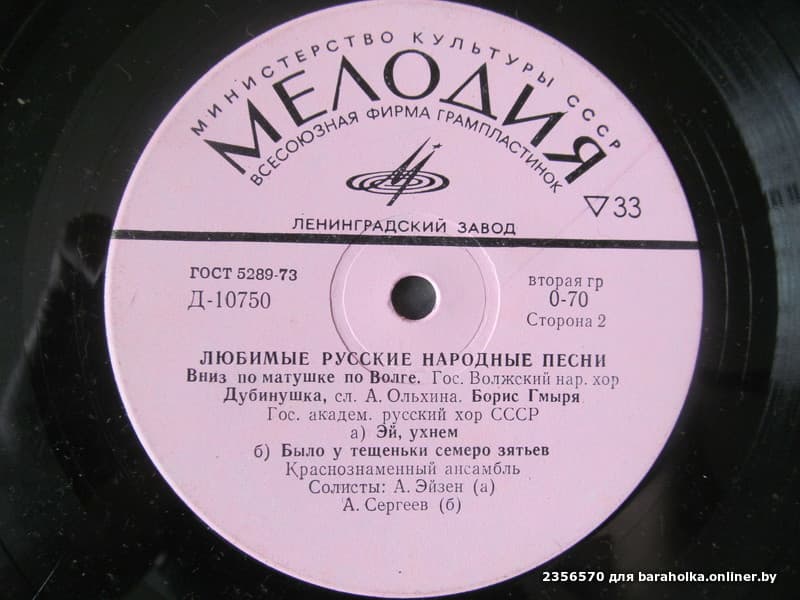 МИНИСТЕРСТВО КУЛЬТУРЫ СССР
МЕЛОДИЯ
ВСЕСОЮЗНАЯ ФИРМА ГРАМПЛАСТИНОК
▽33
ЛЕНИНГРАДСКИЙ ЗАВОД
ГОСТ 5289-73
Д-10750
вторая гр
0-70
Сторона 2
ЛЮБИМЫЕ РУССКИЕ НАРОДНЫЕ ПЕСНИ
Вниз по матушке по Волге. Гос. Волжский нар. хор
Дубинушка, сл. А. Ольхина. Борис Гмыря
Гос. академ. русский хор СССР
а) Эй, ухнем
б) Было у тещеньки семеро зятьев
Краснознаменный ансамбль
Солисты: А. Эйзен (а)
А. Сергеев (б)
2356570 для baraholka.onliner.by